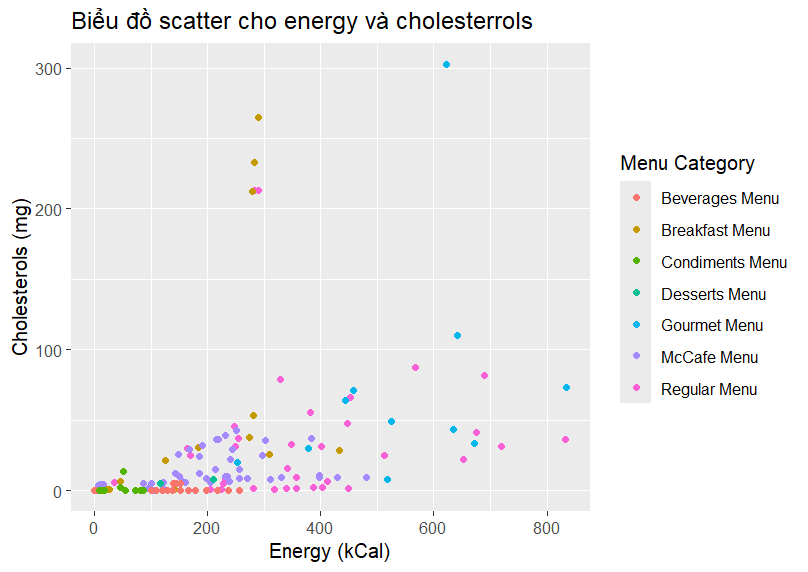 Biểu đồ scatter cho energy và cholesterrols
300
200
100
0
Cholesterols (mg)
0
200
400
600
800
Energy (kCal)
Menu Category
Beverages Menu
Breakfast Menu
Condiments Menu
Desserts Menu
Gourmet Menu
McCafe Menu
Regular Menu